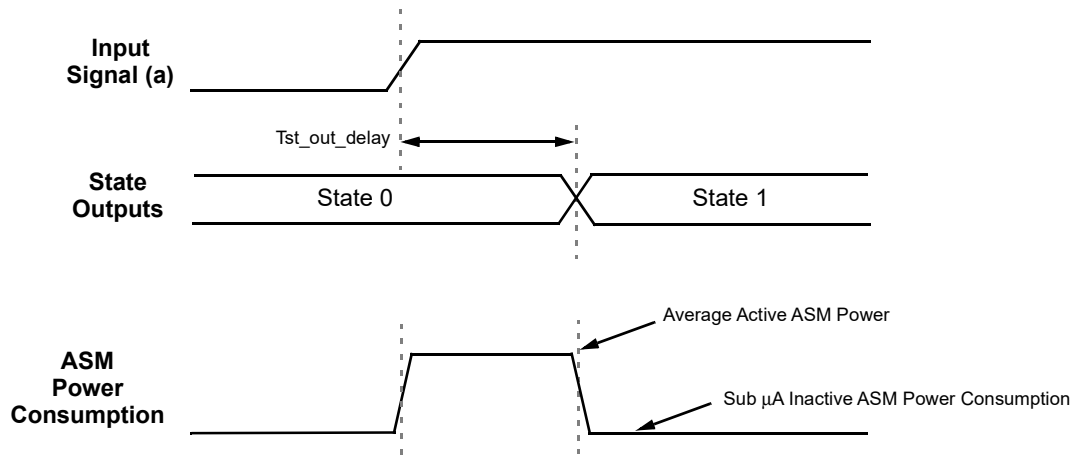 Input
Signal (a)
Tst_out_delay
State
Outputs
State 0
State 1
Average Active ASM Power
ASM
Power
Consumption
Sub µA Inactive ASM Power Consumption